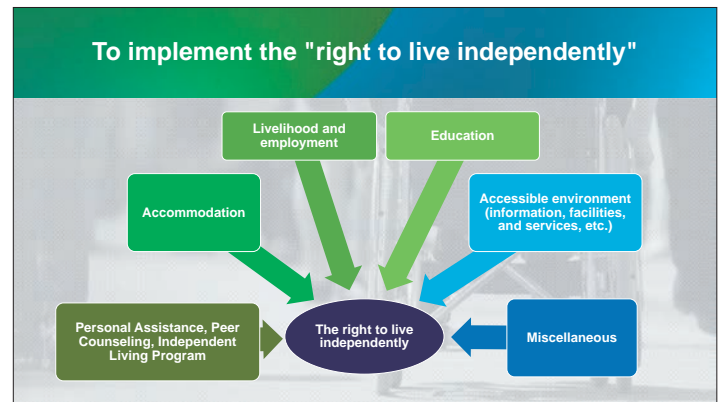 To implement the "right to live independently"
Livelihood and
employment
Education
Accommodation
Accessible environment
(information, facilities,
and services, etc.)
Personal Assistance, Peer
Counseling, Independent
Living Program
The right to live
independently
Miscellaneous